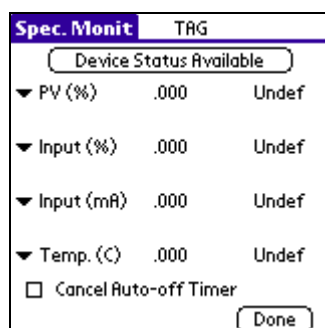 Spec. Monit TAG
Device Status Available
PV (%) .000 Undef
Input (%) .000 Undef
Input (mA) .000 Undef
Temp. (C) .000 Undef
Cancel Auto-off Timer
Done